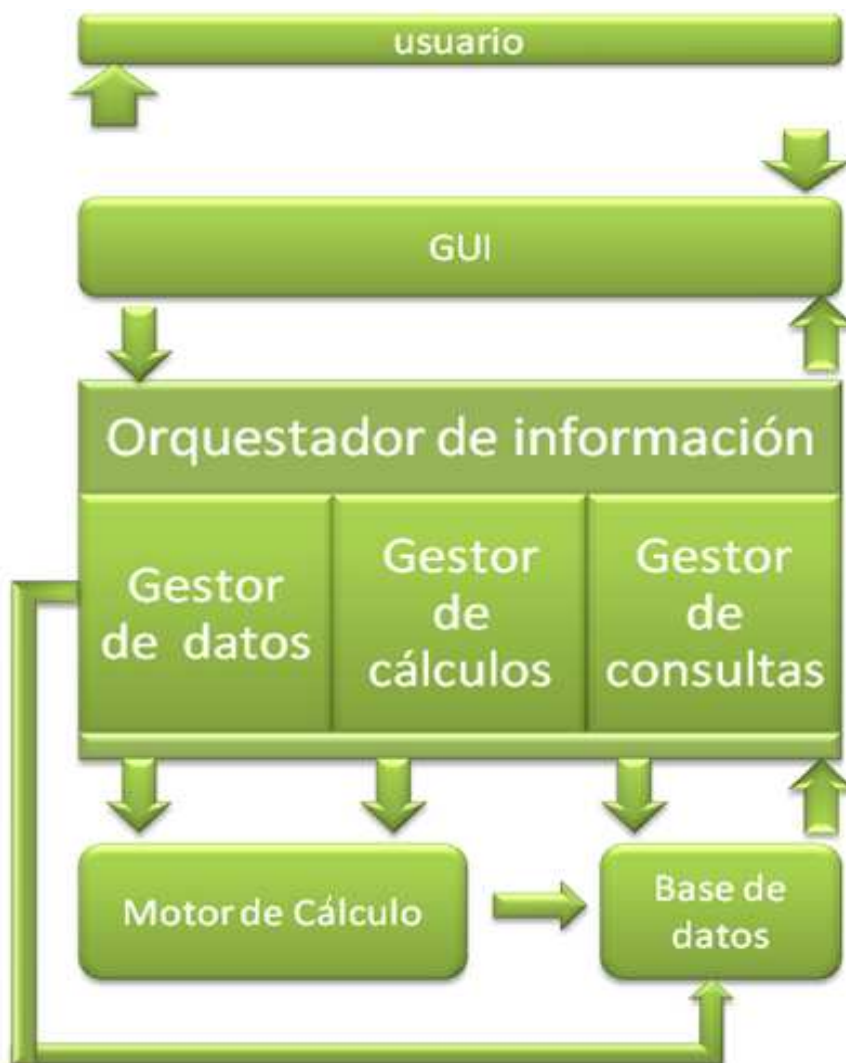 usuario
GUI
Orquestador de información
Gestor
de datos
Gestor
de
cálculos
Gestor
de
consultas
Motor de Cálculo
Base de
datos